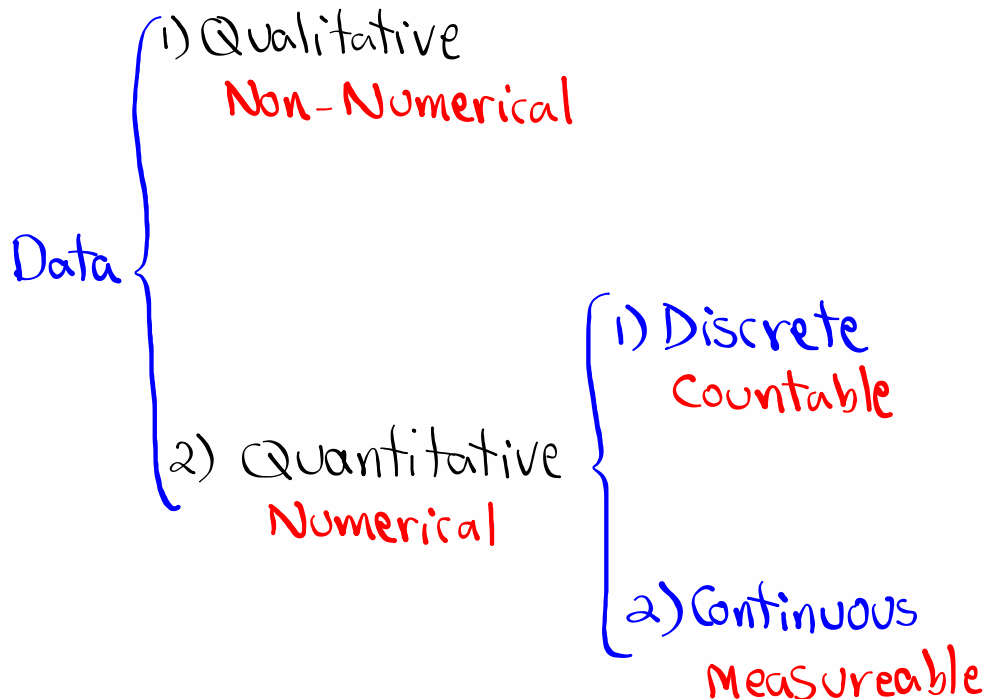 1) Qualitative
Non-Numerical
Data
1) Discrete
Countable
2) Quantitative
Numerical
2) Continuous
Measureable